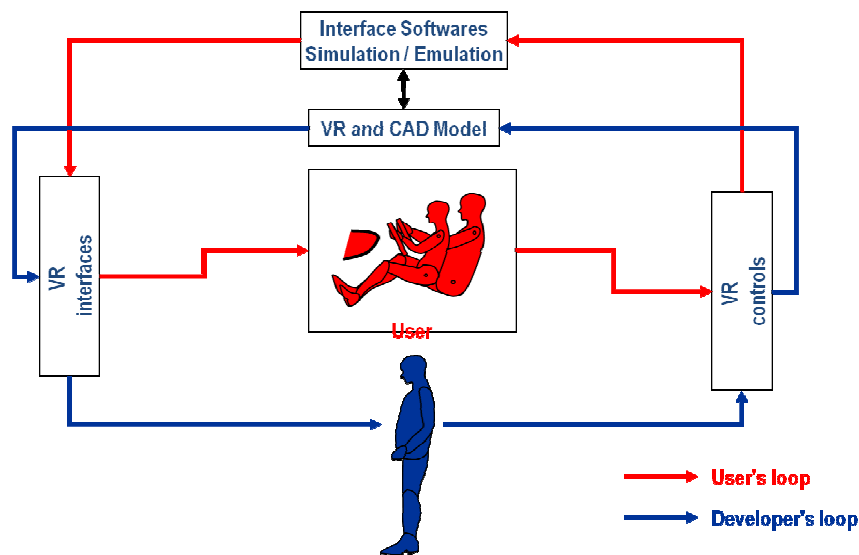 Interface Softwares
Simulation / Emulation
VR and CAD Model
VR
interfaces
User
VR
controls
User's loop
Developer's loop